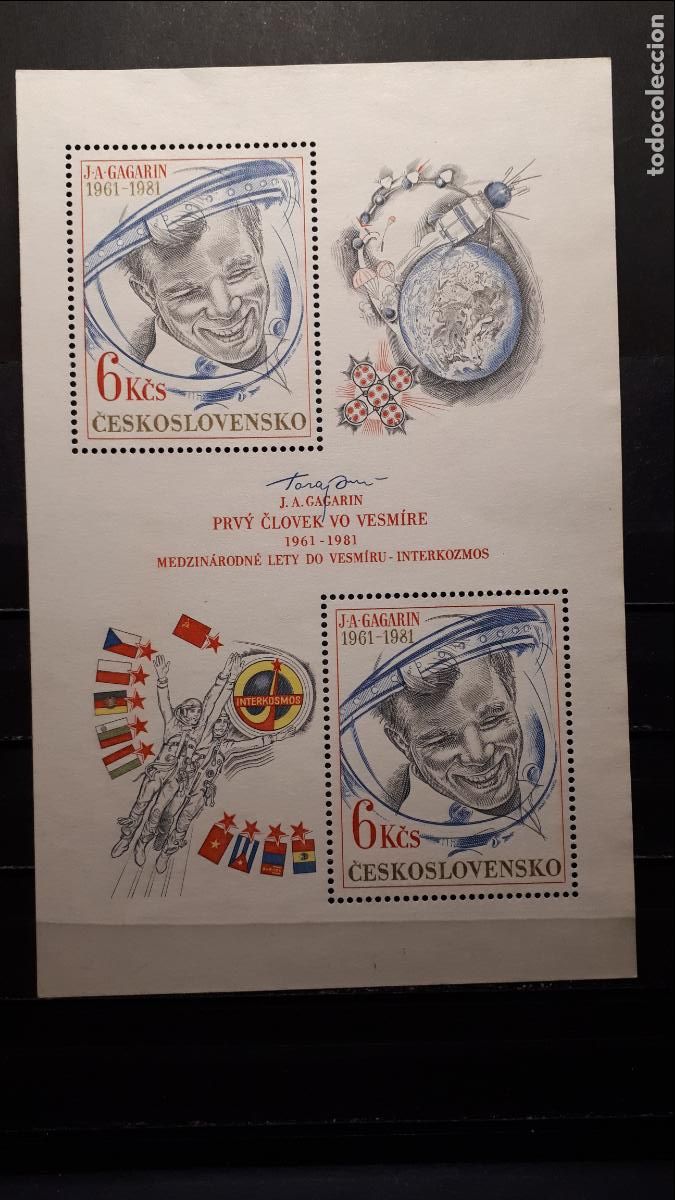 todocoleccion
J·A·GAGARIN
1961-1981
6 KČS
ČESKOSLOVENSKO
J. A. GAGARIN
PRVÝ ČLOVEK VO VESMÍRE
1961 - 1981
MEDZINÁRODNÉ LETY DO VESMÍRU - INTERKOZMOS
INTERKOSMOS
J·A·GAGARIN
1961-1981
6 KČS
ČESKOSLOVENSKO